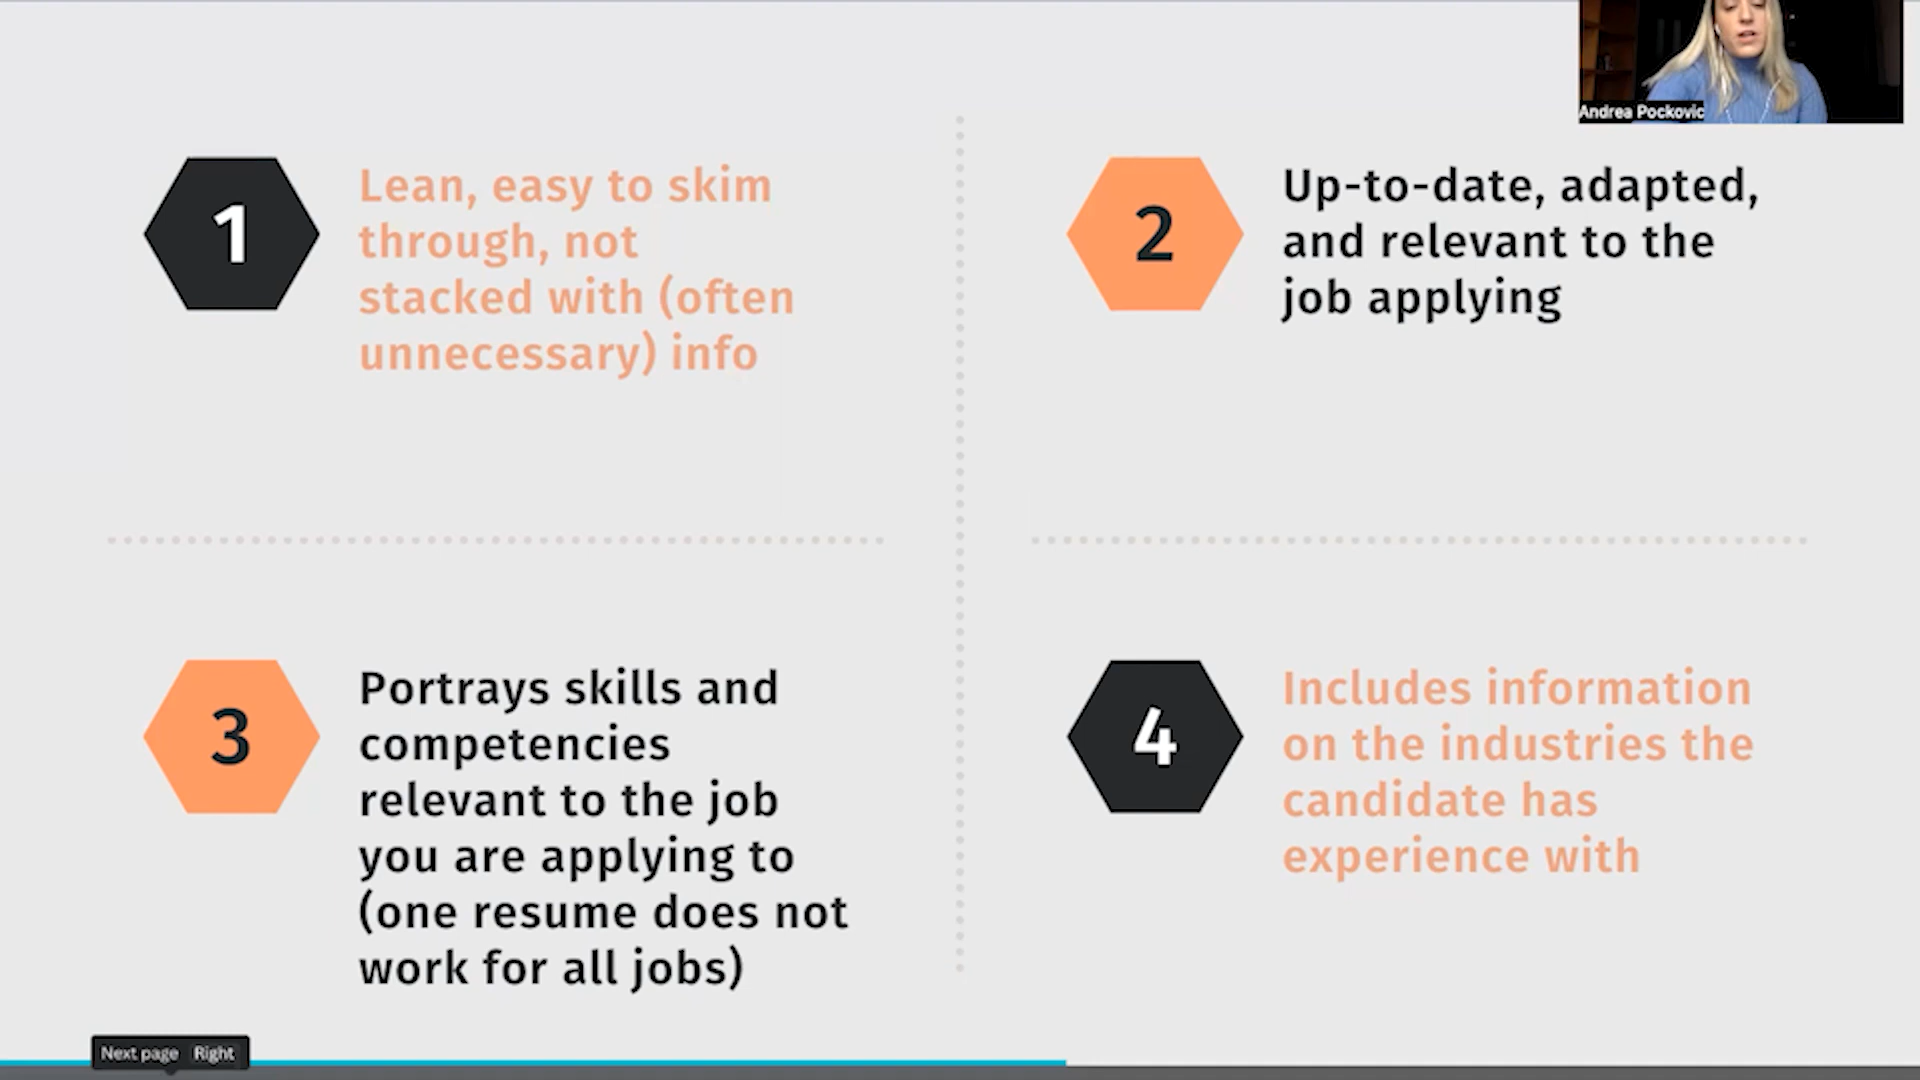 Andrea Pockovic
1
Lean, easy to skim
through, not
stacked with (often
unnecessary) info
2
Up-to-date, adapted,
and relevant to the
job applying
3
Portrays skills and
competencies
relevant to the job
you are applying to
(one resume does not
work for all jobs)
4
Includes information
on the industries the
candidate has
experience with
Next page Right